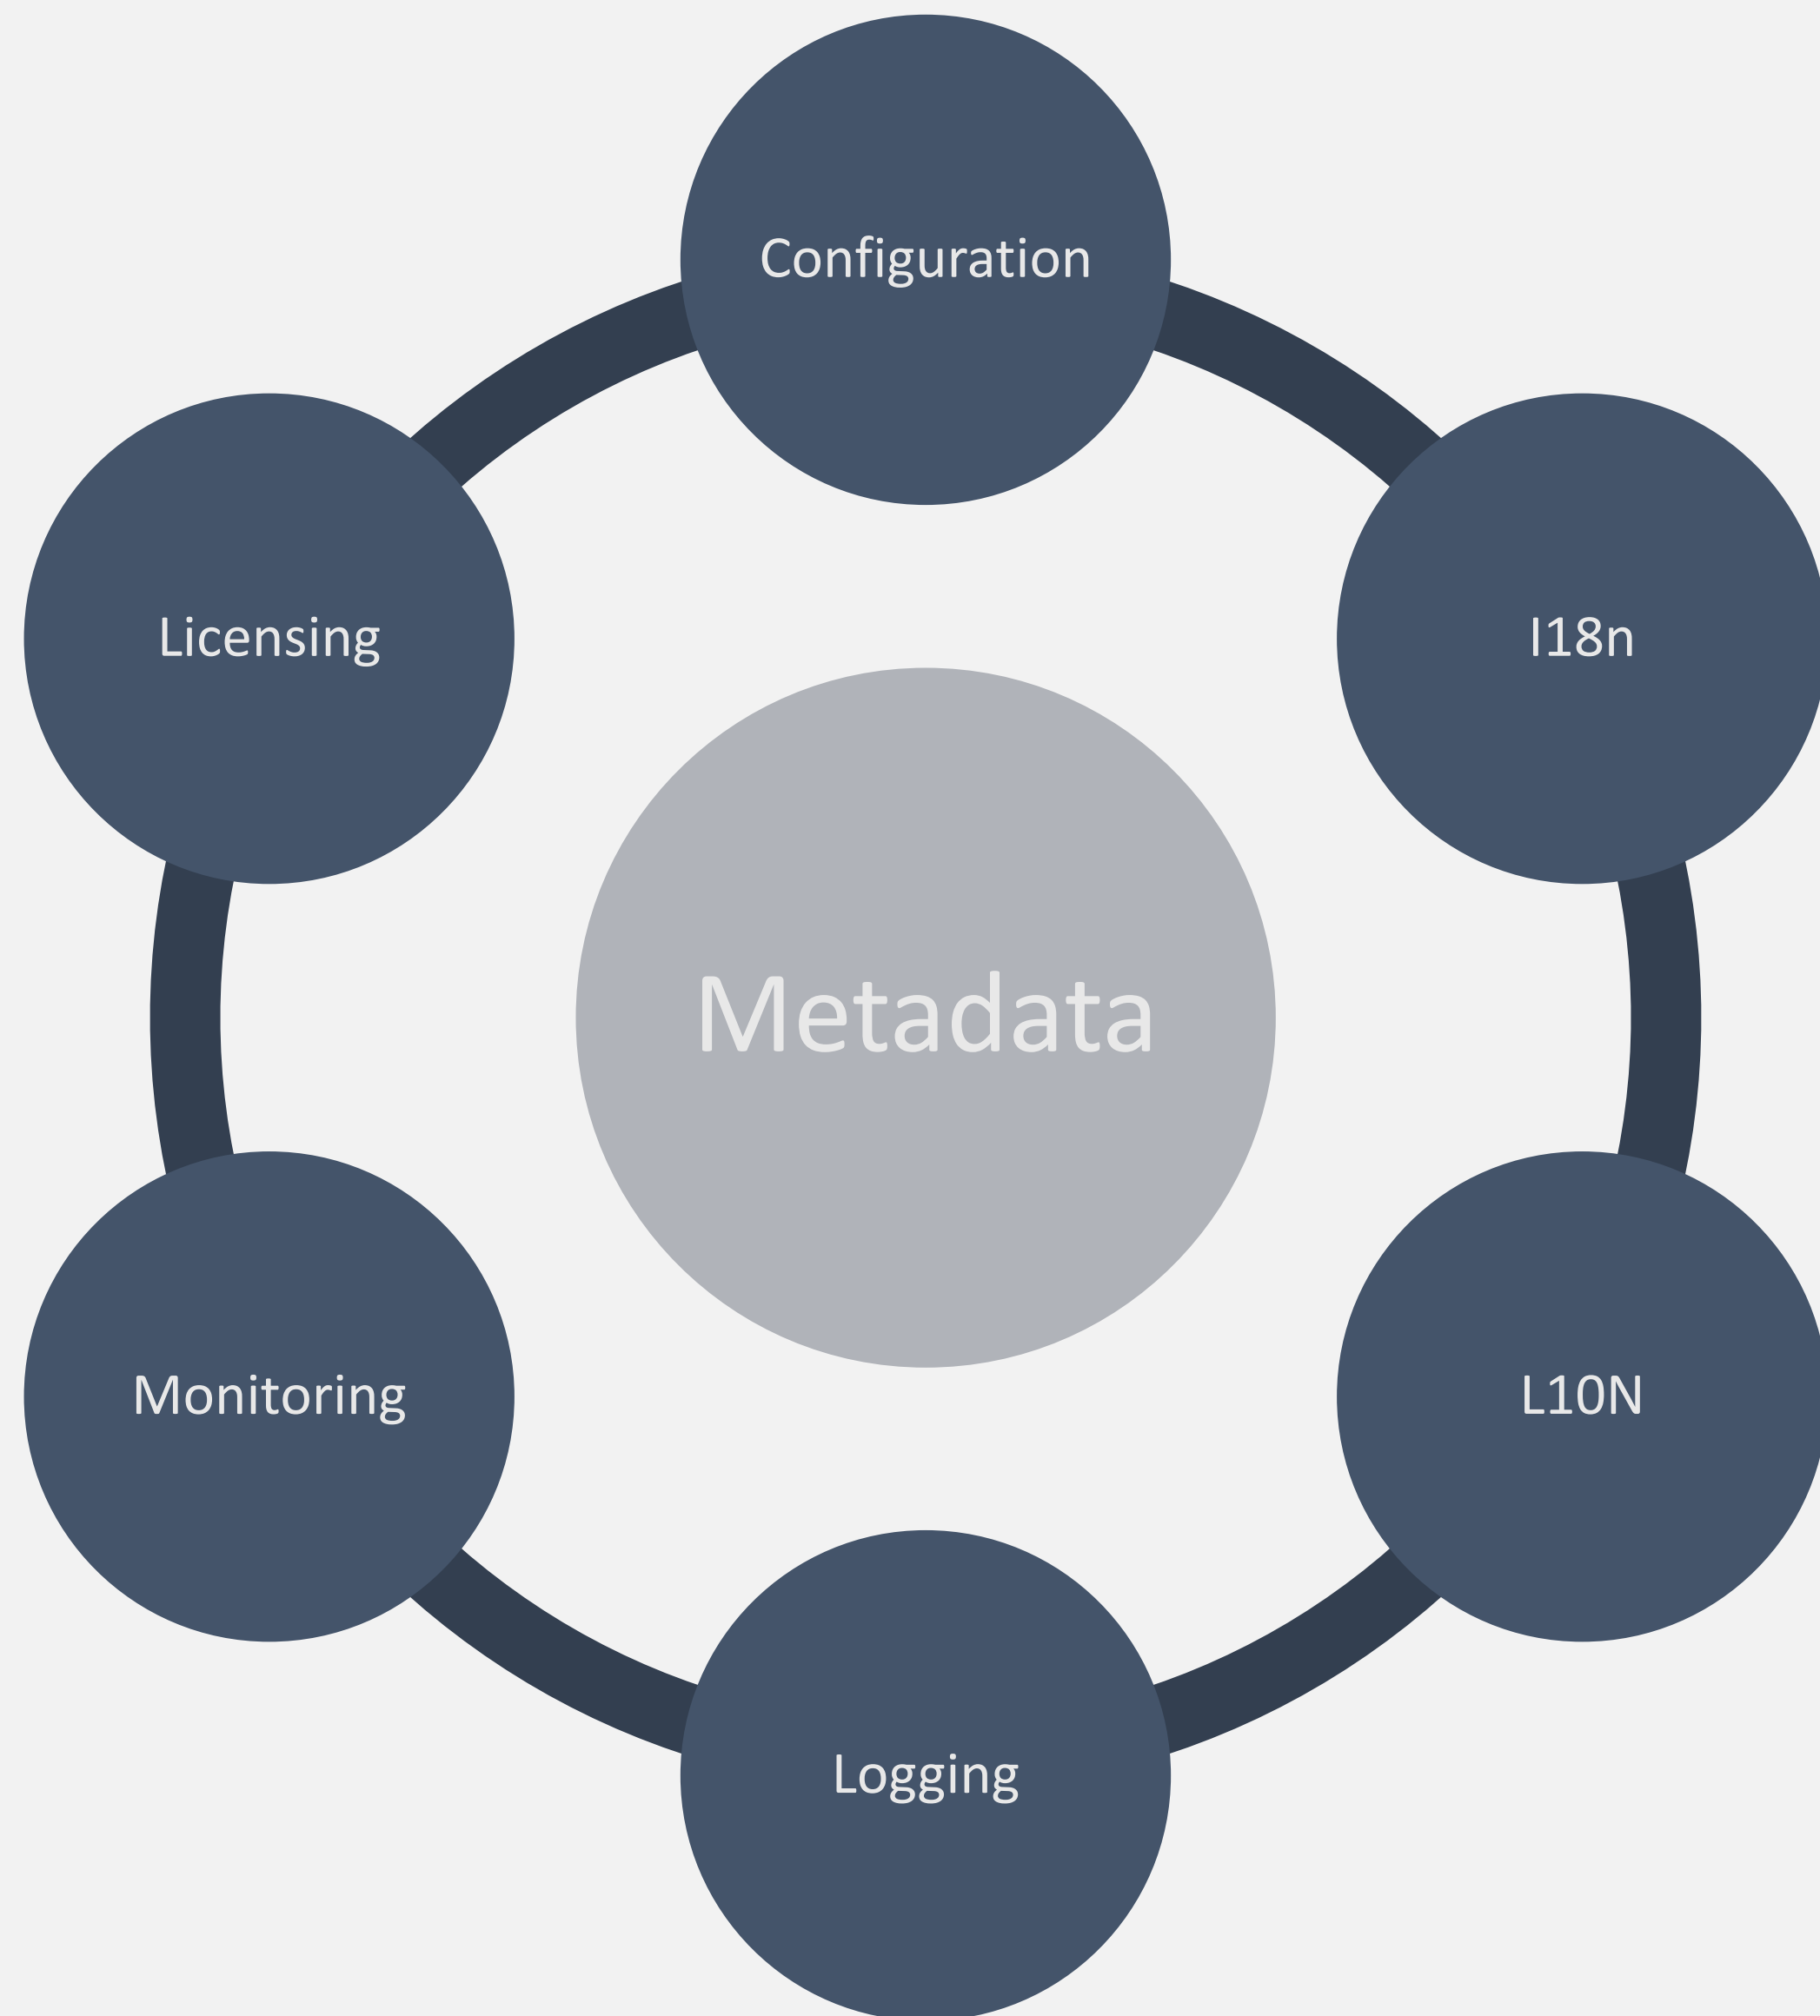 Configuration
Licensing
I18n
Metadata
Monitoring
L10N
Logging